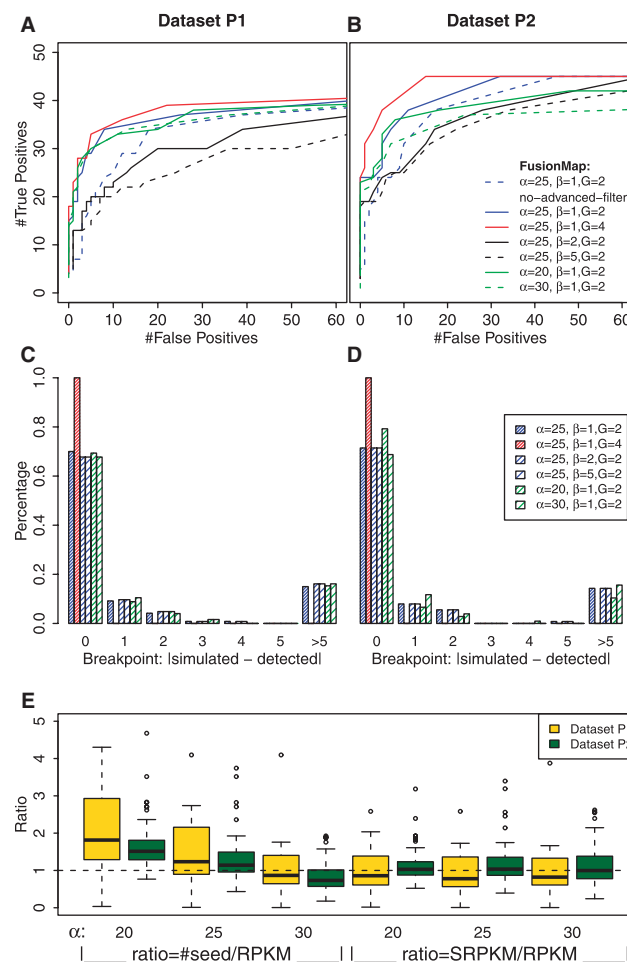 A Dataset P1
B Dataset P2
#True Positives
50
40
30
20
10
0
0 10 20 30 40 50 60
#False Positives
0 10 20 30 40 50 60
#False Positives
FusionMap:
α=25, β=1,G=2
no−advanced−filter
α=25, β=1,G=2
α=25, β=1,G=4
α=25, β=2,G=2
α=25, β=5,G=2
α=20, β=1,G=2
α=30, β=1,G=2
C
D
Percentage
1.0
0.8
0.6
0.4
0.2
0.0
0 1 2 3 4 5 >5
Breakpoint: |simulated − detected|
0 1 2 3 4 5 >5
Breakpoint: |simulated − detected|
α=25, β=1,G=2
α=25, β=1,G=4
α=25, β=2,G=2
α=25, β=5,G=2
α=20, β=1,G=2
α=30, β=1,G=2
E
Ratio
5
4
3
2
1
0
Dataset P
Dataset P
α: 20 25 30 20 25 30
ratio=#seed/RPKM
ratio=SRPKM/RPKM